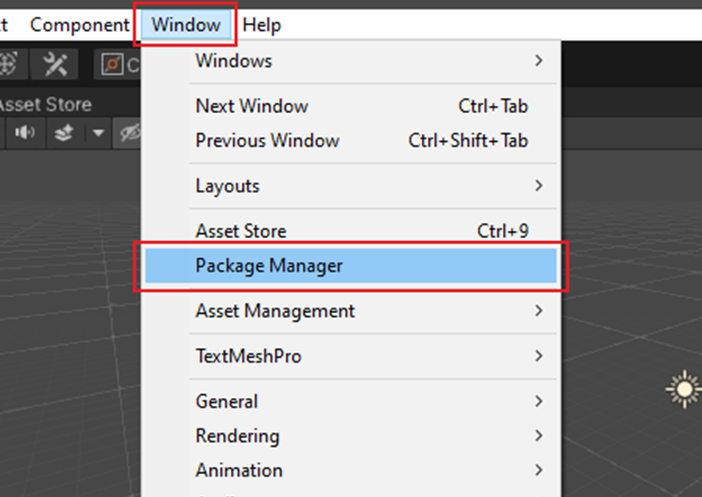 t Component Window Help
Windows
Asset Store
Next Window Ctrl+Tab
Previous Window Ctrl+Shift+Tab
Layouts
Asset Store Ctrl+9
Package Manager
Asset Management
TextMeshPro
General
Rendering
Animation